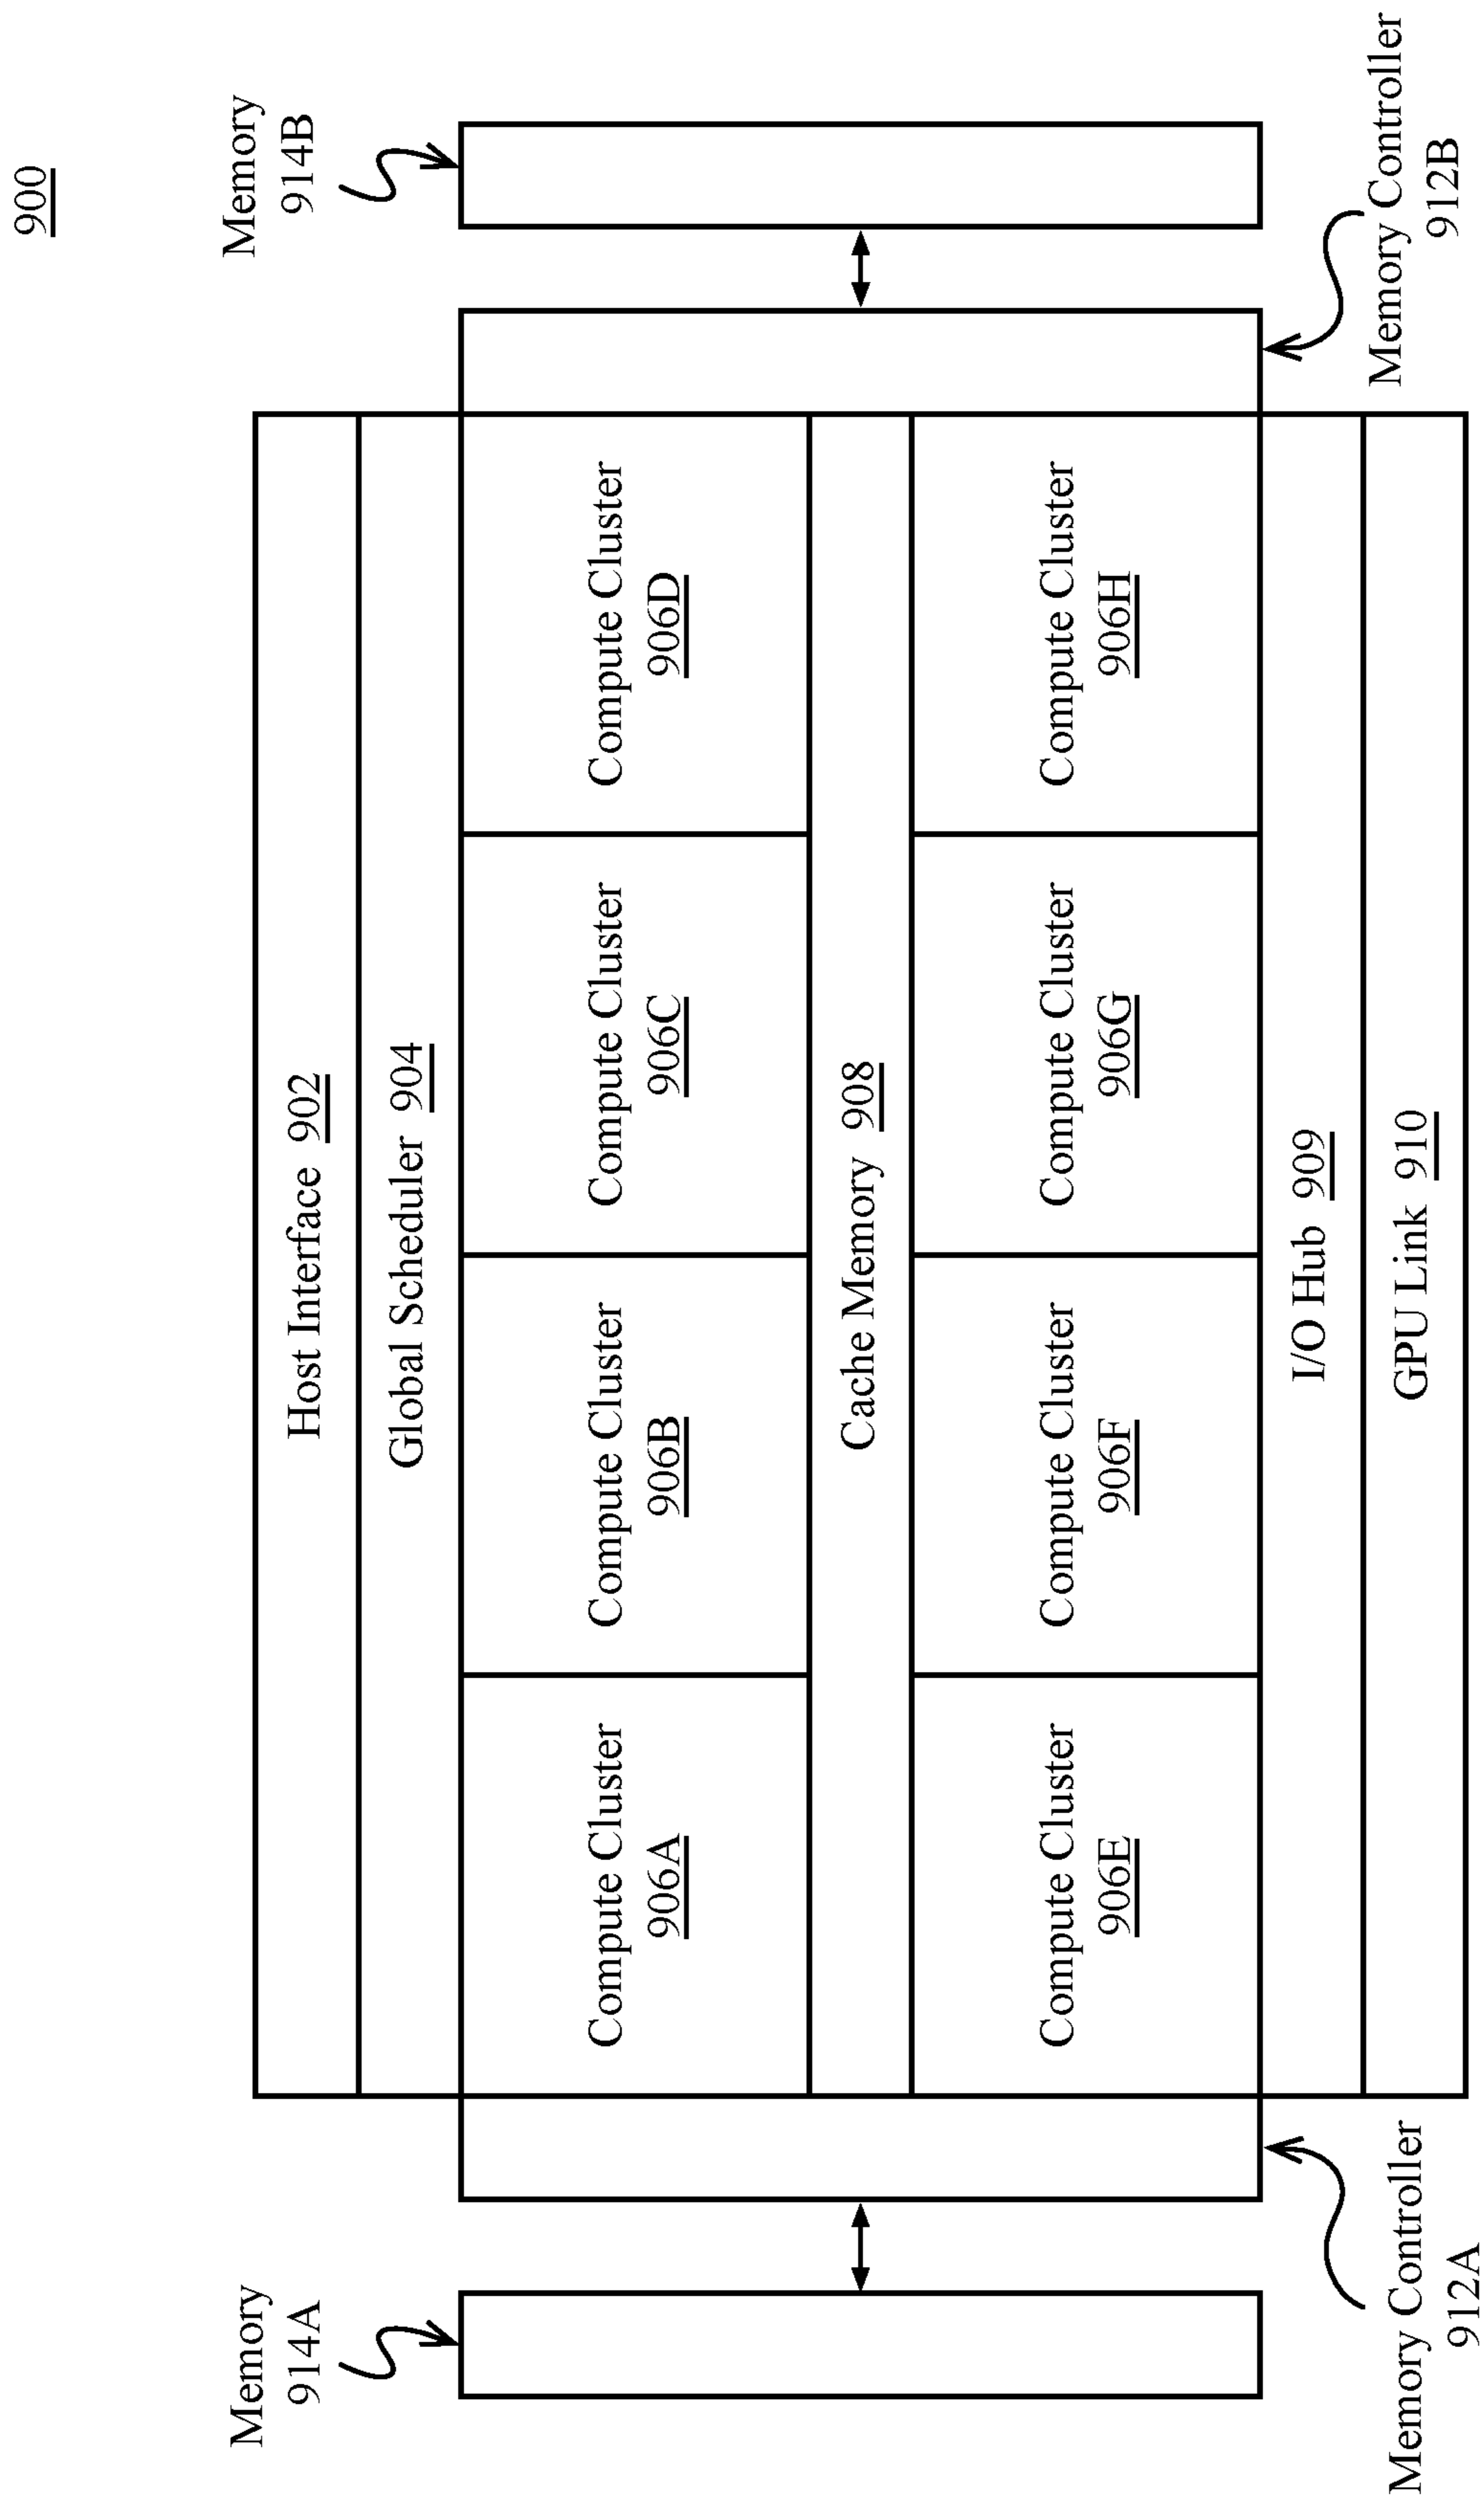 900
Memory
914B
Memory
914A
Host Interface 902
Global Scheduler 904
Compute Cluster
906A
Compute Cluster
906B
Compute Cluster
906C
Compute Cluster
906D
Cache Memory 908
Compute Cluster
906E
Compute Cluster
906F
Compute Cluster
906G
Compute Cluster
906H
I/O Hub 909
GPU Link 910
Memory Controller
912A
Memory Controller
912B